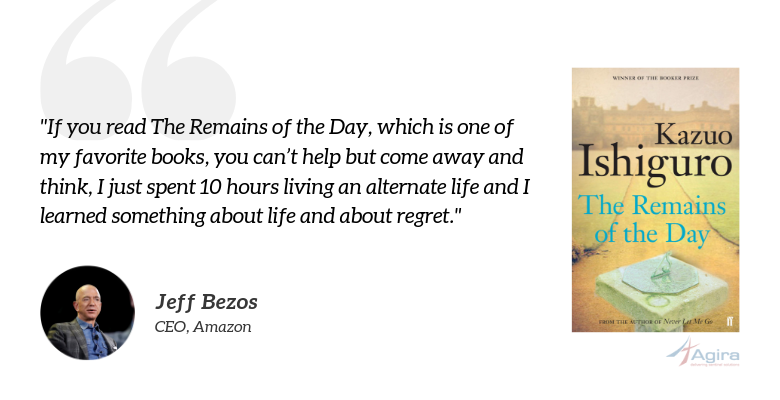 "If you read The Remains of the Day, which is one of
my favorite books, you can’t help but come away and
think, I just spent 10 hours living an alternate life and I
learned something about life and about regret."
Jeff Bezos
CEO, Amazon
WINNER OF THE BOOKER PRIZE
Kazuo
Ishiguro
The Remains
of the Day
FROM THE AUTHOR OF Never Let Me Go
ff
Agira